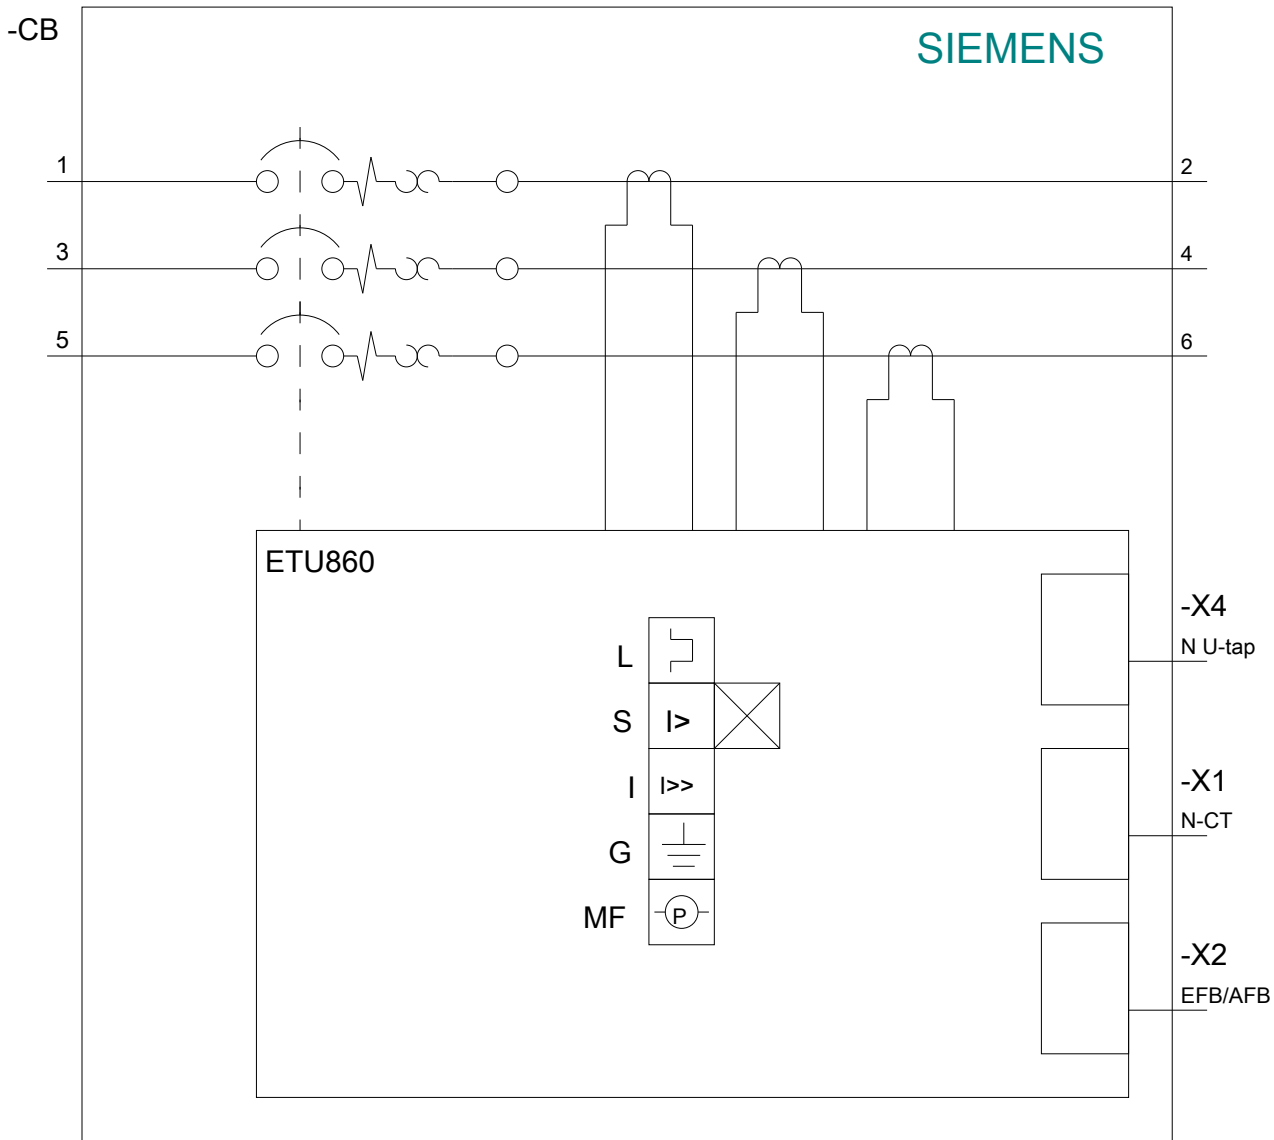 -CB
SIEMENS
1
2
3
4
5
6
ETU860
-X4
N U-tap
L
S
I>
I
I>>
-X1
N-CT
G
MF
P
-X2
EFB/AFB